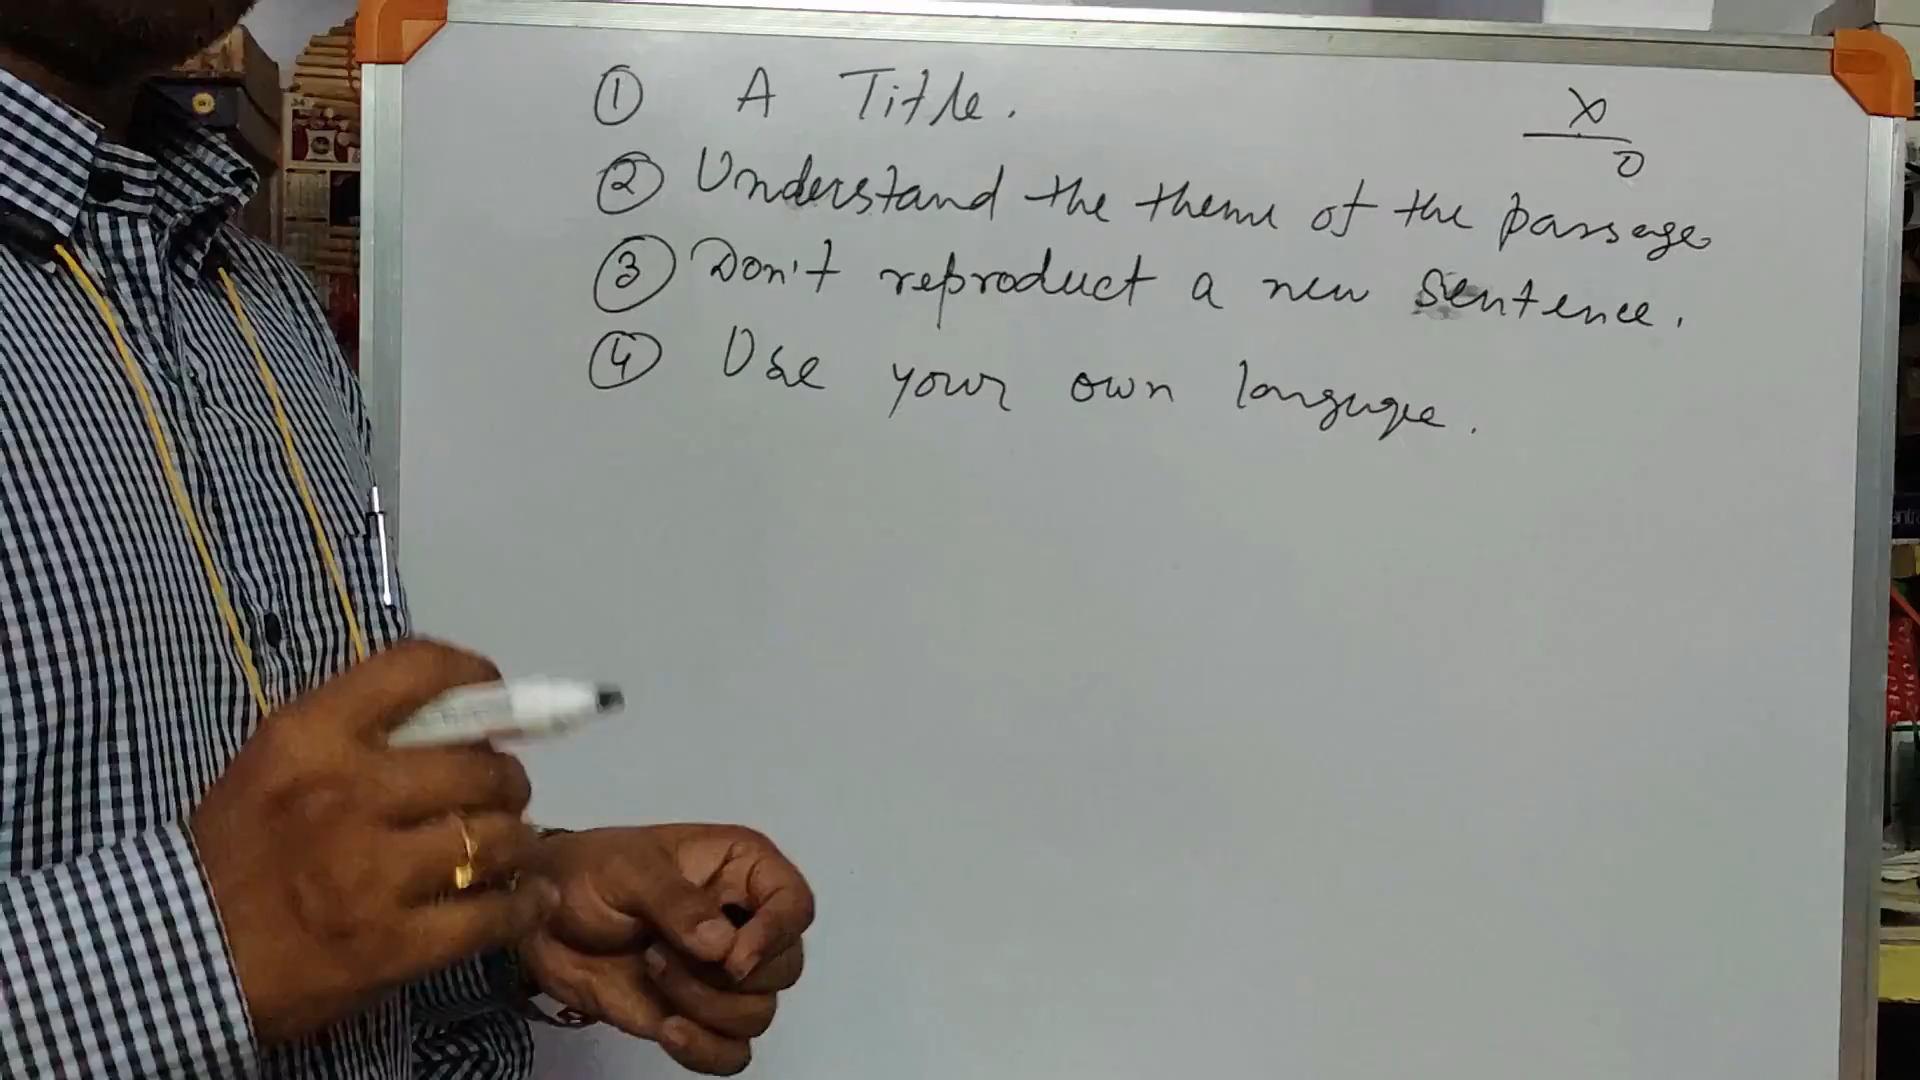 ① A Title.
② Understand the theme of the passage
③ Don't reproduct a new sentence.
④ Use your own language.